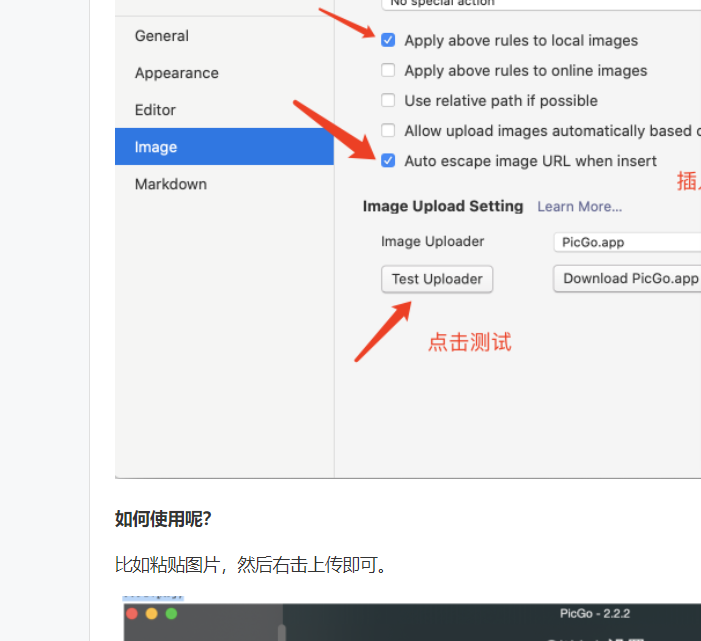 No special action
General
Apply above rules to local images
Appearance
Apply above rules to online images
Editor
Use relative path if possible
Allow upload images automatically based
Image
Auto escape image URL when insert
Markdown
插
Image Upload Setting Learn More...
Image Uploader PicGo.app
Test Uploader Download PicGo.app
点击测试
如何使用呢?
比如粘贴图片，然后右击上传即可。
PicGo - 2.2.2